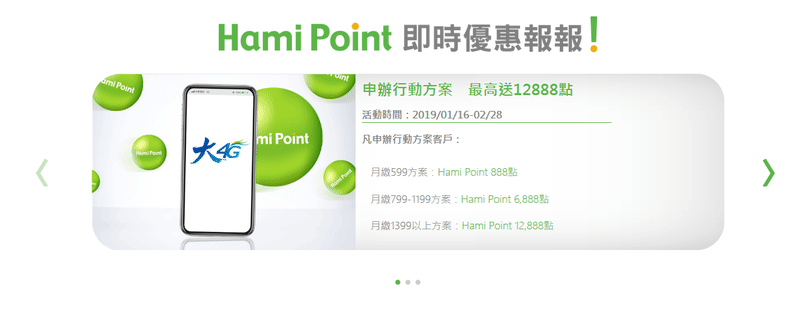 Hami Point 即時優惠報報!
申辦行動方案 最高送12888點
活動時間：2019/01/16-02/28
凡申辦行動方案客戶：
月繳599方案：Hami Point 888點
月繳799-1199方案：Hami Point 6,888點
月繳1399以上方案：Hami Point 12,888點
Hami Point
Hami Point
大4G
mi Point
Hami Point
Hami Point